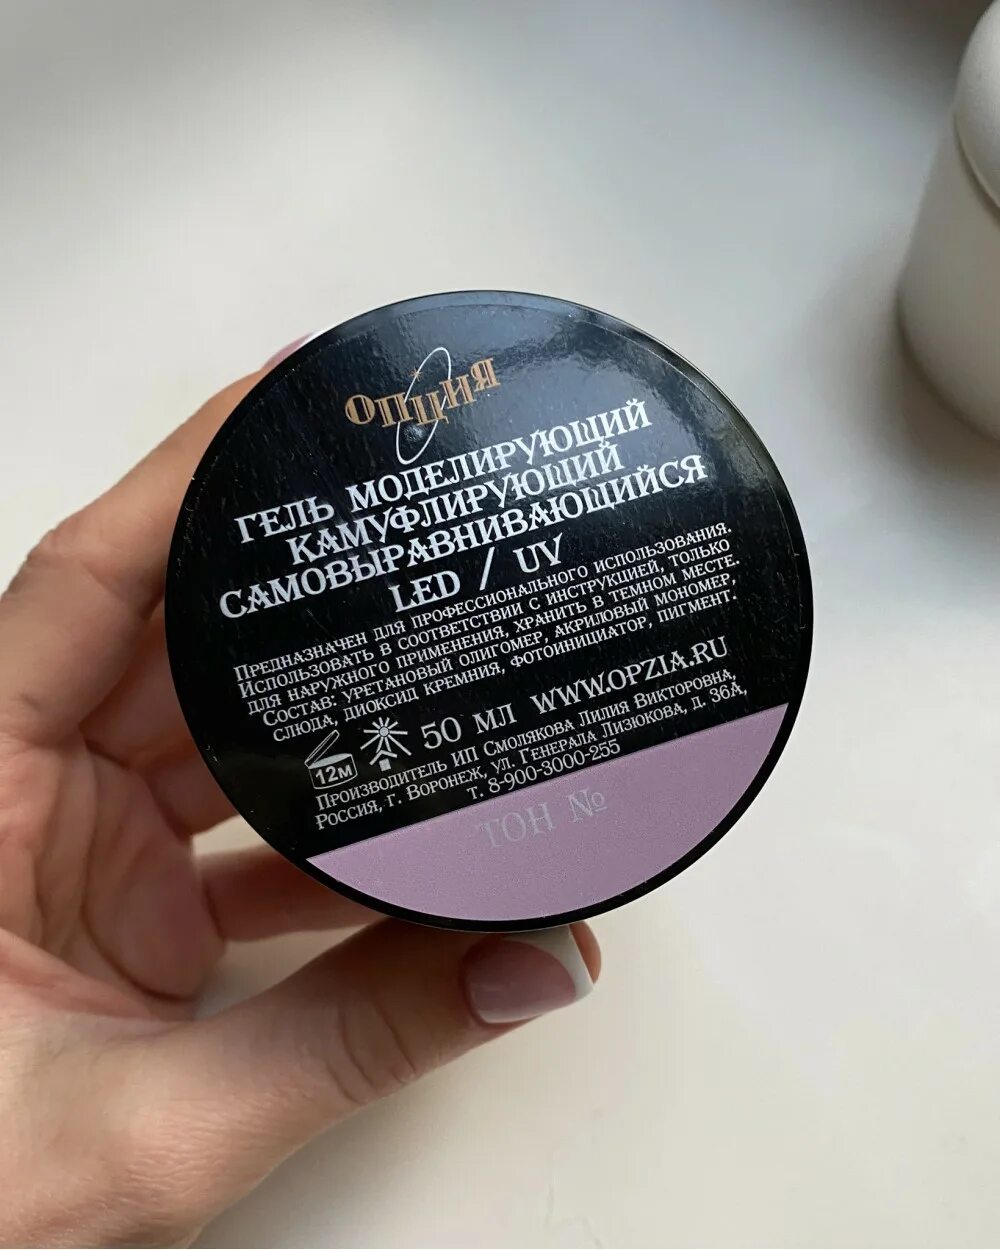 ОПЦИЯ
ГЕЛЬ МОДЕЛИРУЮЩИЙ
КАМУФЛИРУЮЩИЙ
САМОВЫРАВНИВАЮЩИЙСЯ
LED / UV
ПРЕДНАЗНАЧЕН ДЛЯ ПРОФЕССИОНАЛЬНОГО ИСПОЛЬЗОВАНИЯ.
ИСПОЛЬЗОВАТЬ В СООТВЕТСТВИИ С ИНСТРУКЦИЕЙ, ТОЛЬКО
ДЛЯ НАРУЖНОГО ПРИМЕНЕНИЯ, ХРАНИТЬ В ТЕМНОМ МЕСТЕ.
СОСТАВ: УРЕТАНОВЫЙ ОЛИГОМЕР, АКРИЛОВЫЙ МОНОМЕР,
СЛЮДА, ДИОКСИД КРЕМНИЯ, ФОТОИНИЦИАТОР, ПИГМЕНТ.
12М 50 МЛ WWW.OPZIA.RU
ПРОИЗВОДИТЕЛЬ ИП СМОЛЯКОВА ЛИЛИЯ ВИКТОРОВНА,
РОССИЯ, Г. ВОРОНЕЖ, УЛ. ГЕНЕРАЛА ЛИЗЮКОВА, Д. 36А,
Т. 8-900-3000-255
ТОН №